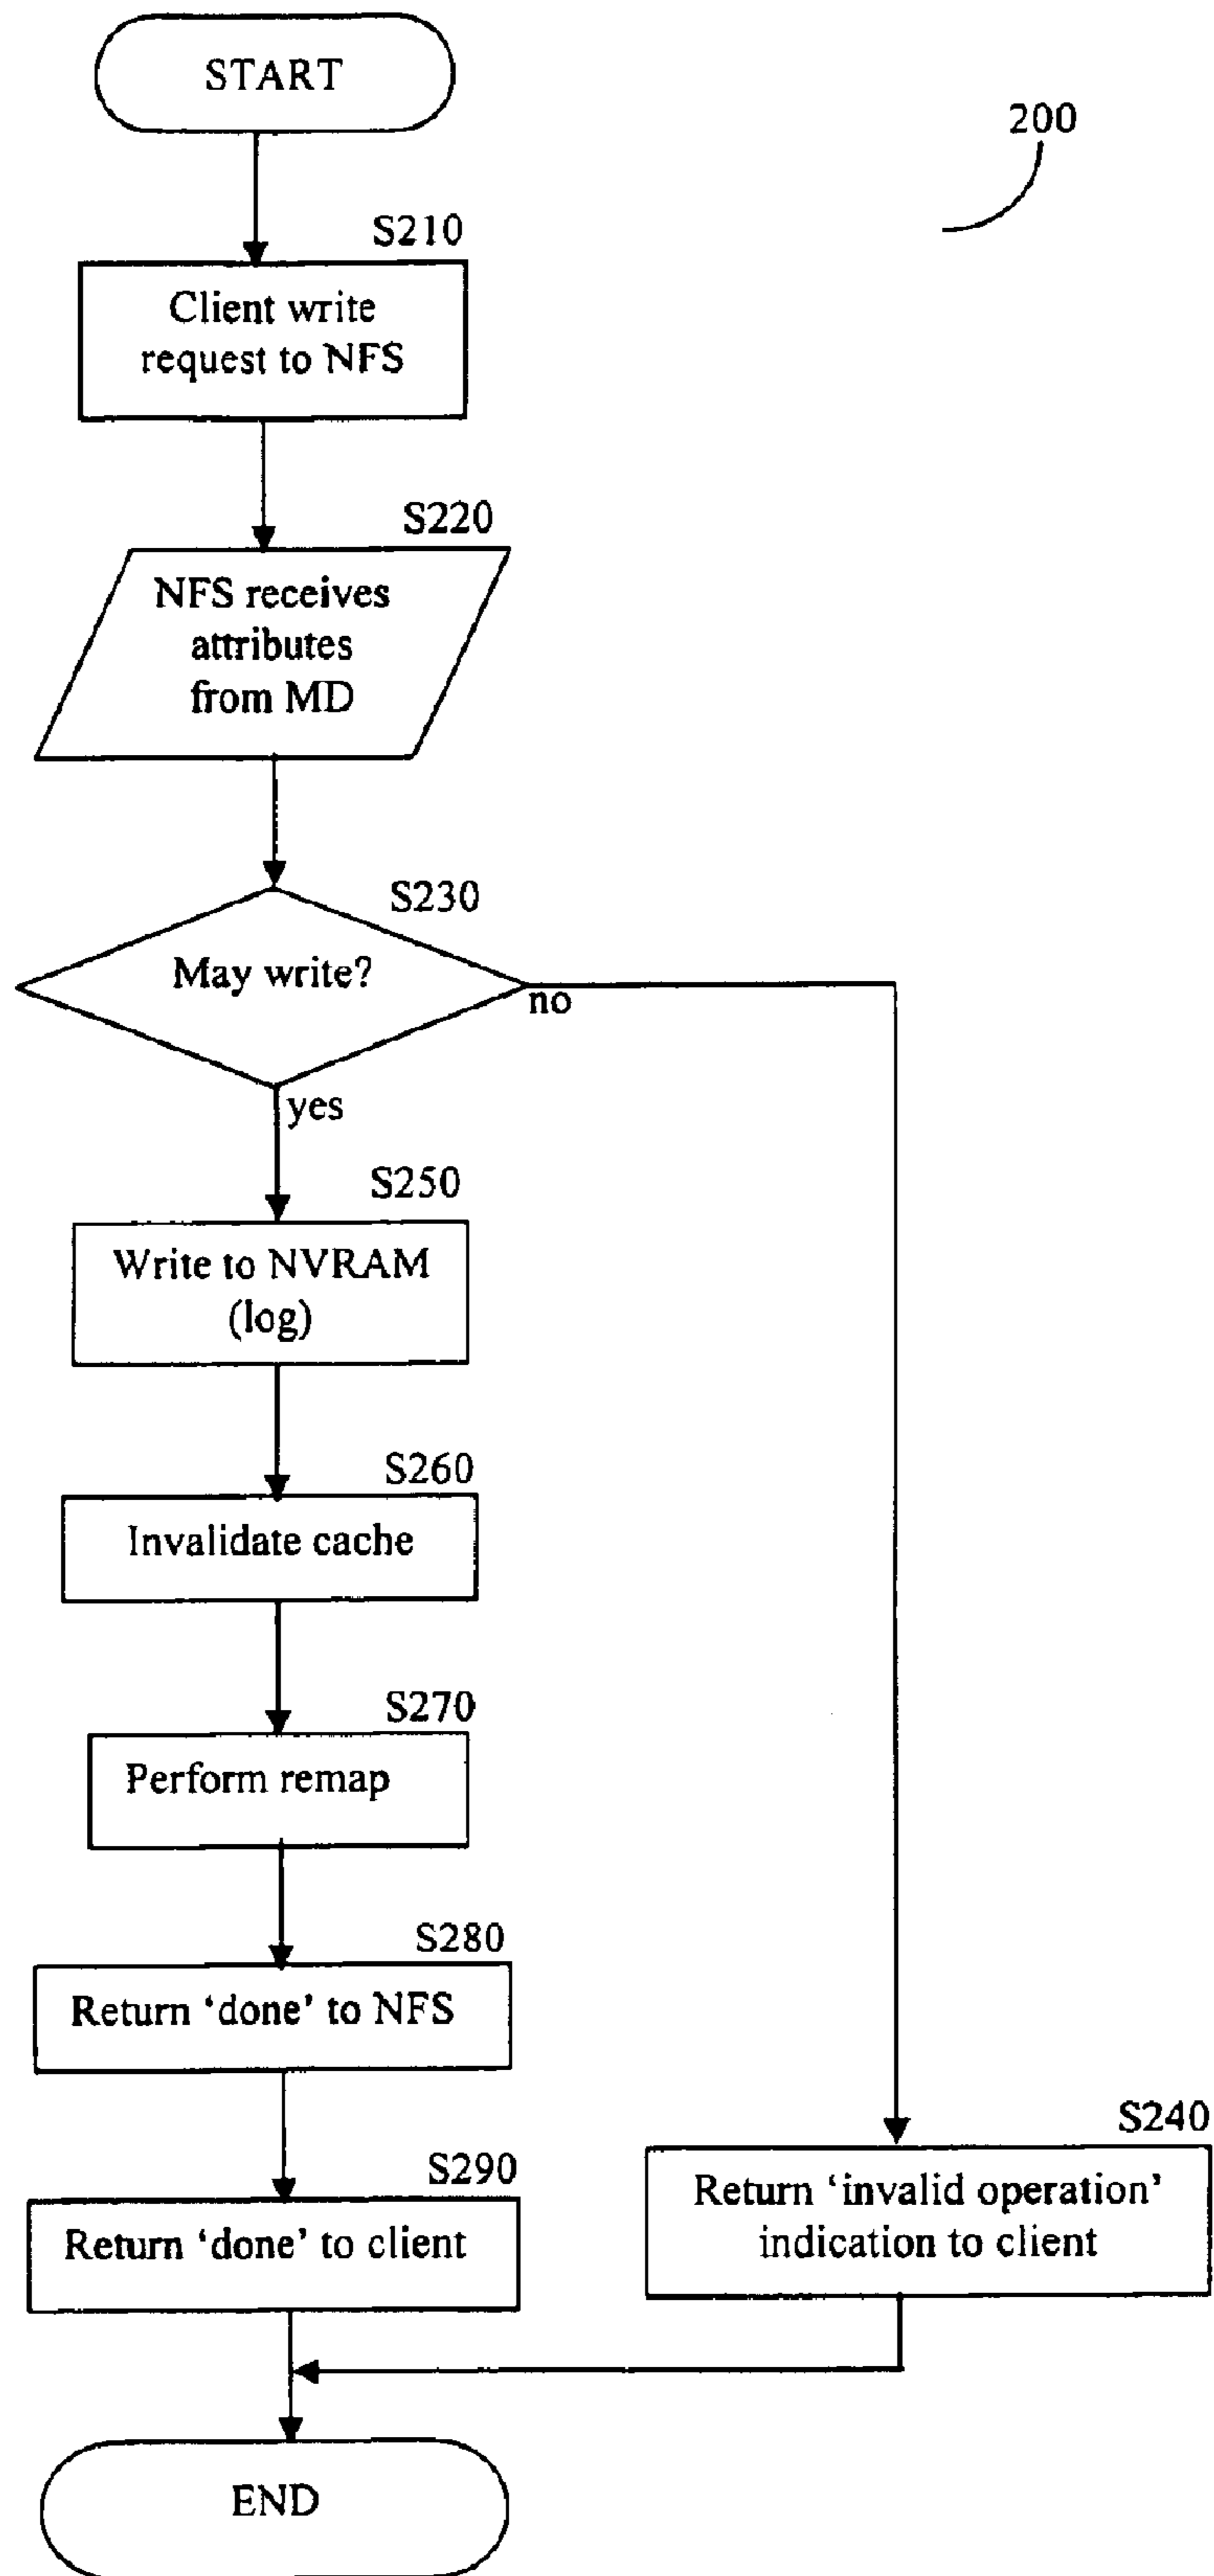 START
200
S210
Client write
request to NFS
S220
NFS receives
attributes
from MD
S230
May write?
no
yes
S250
Write to NVRAM
(log)
S260
Invalidate cache
S270
Perform remap
S280
Return ‘done’ to NFS
S240
Return ‘invalid operation’
indication to client
S290
Return ‘done’ to client
END